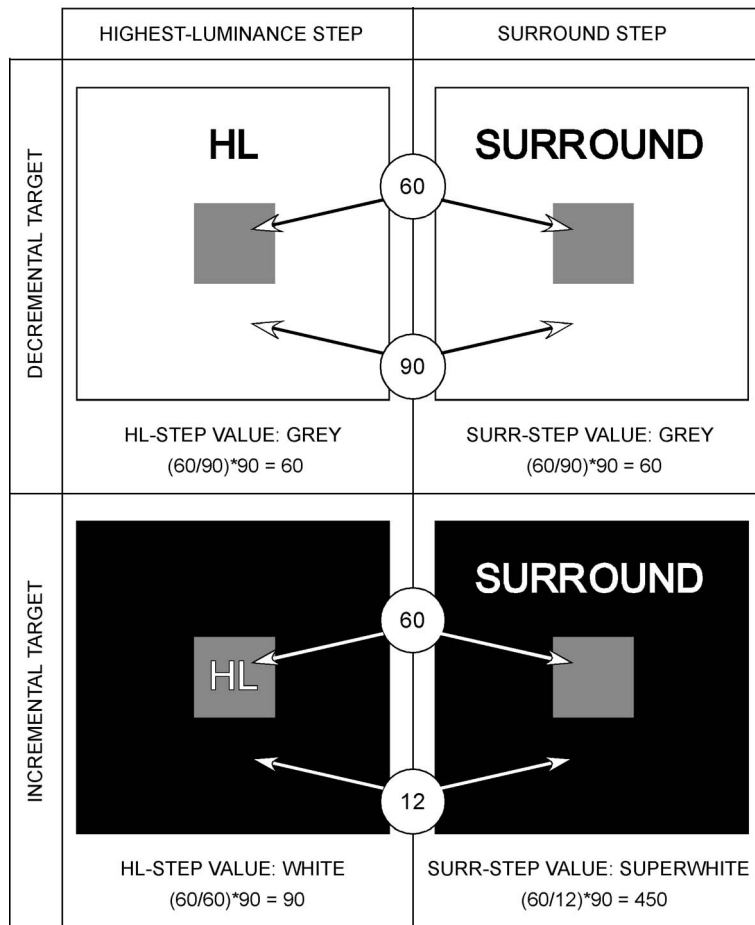 HIGHEST-LUMINANCE STEP
SURROUND STEP
DECREMENTAL TARGET
HL
SURROUND
60
90
HL-STEP VALUE: GREY
(60/90)*90 = 60
SURR-STEP VALUE: GREY
(60/90)*90 = 60
INCREMENTAL TARGET
SURROUND
60
HL
12
HL-STEP VALUE: WHITE
(60/60)*90 = 90
SURR-STEP VALUE: SUPERWHITE
(60/12)*90 = 450